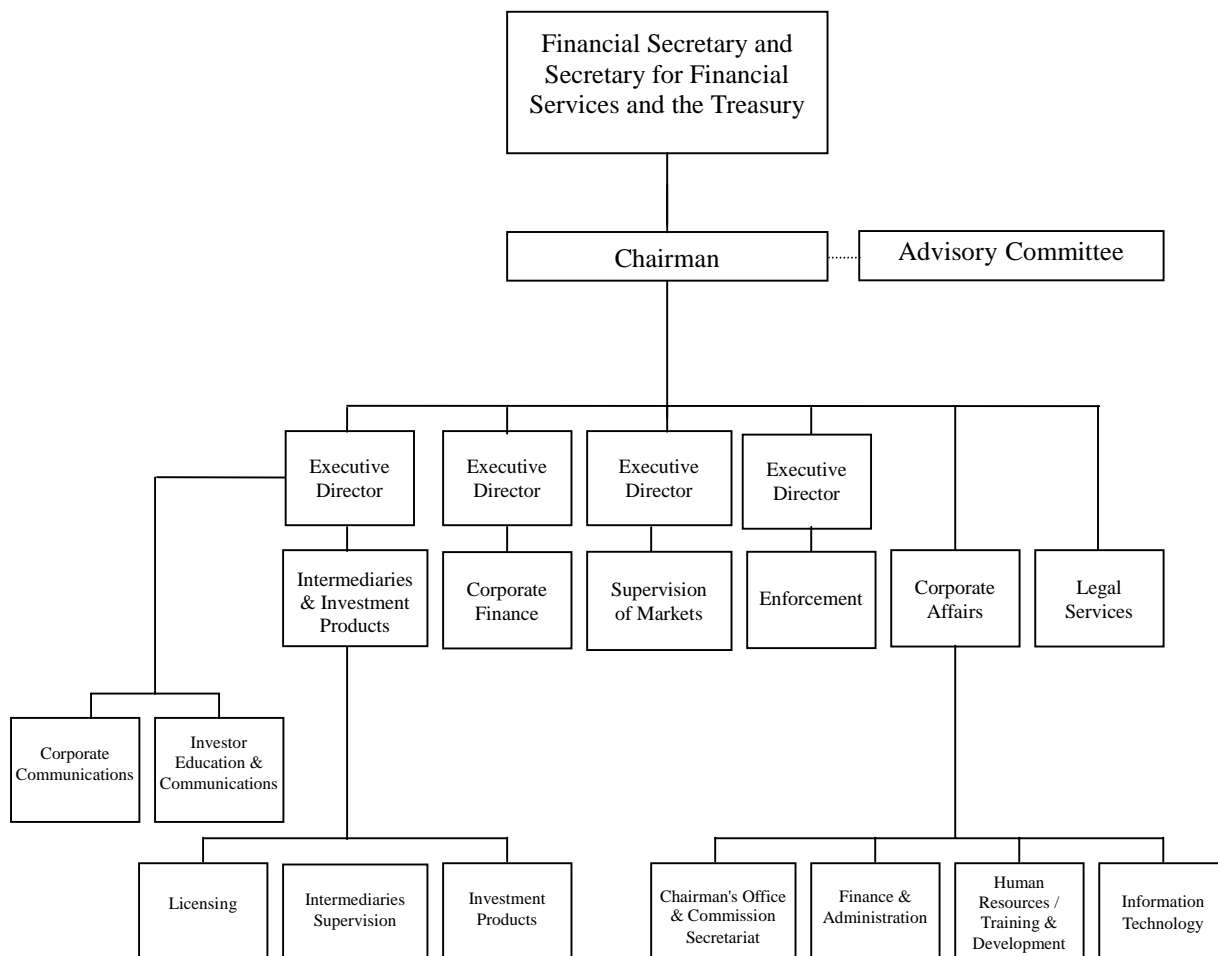 Financial Secretary and
Secretary for Financial
Services and the Treasury
Chairman
Advisory Committee
Executive
Director
Executive
Director
Executive
Director
Executive
Director
Intermediaries
& Investment
Products
Corporate
Finance
Supervision
of Markets
Enforcement
Corporate
Affairs
Legal
Services
Corporate
Communications
Investor
Education &
Communications
Licensing
Intermediaries
Supervision
Investment
Products
Chairman's Office
& Commission
Secretariat
Finance &
Administration
Human
Resources /
Training &
Development
Information
Technology